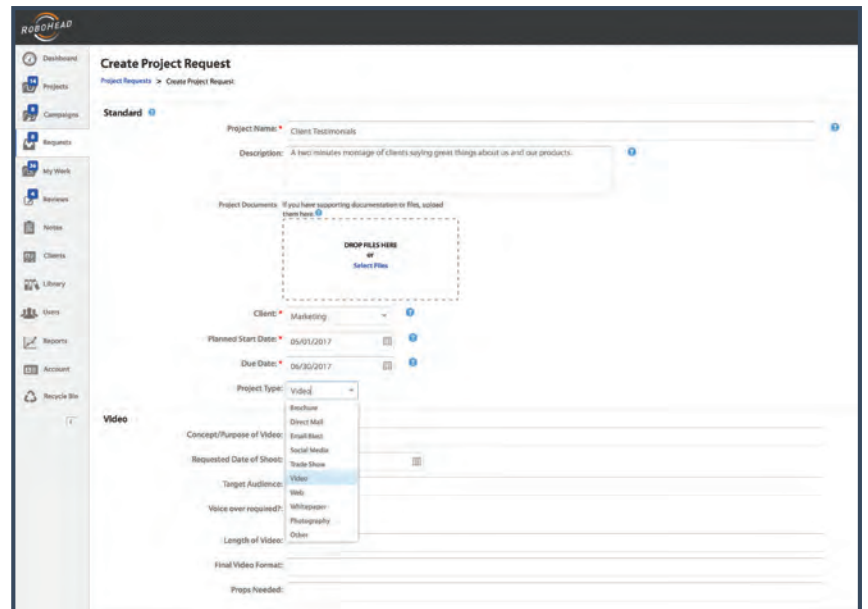 ROBOHEAD
Dashboard
Projects
Campaigns
Requests
My Work
Reviews
Notes
Clients
Library
Users
Reports
Account
Recycle Bin
Create Project Request
Project Requests > Create Project Request
Standard
Project Name: * Client Testimonials
Description: A two minutes montage of clients saying great things about us and our products.
Project Documents If you have supporting documentation or files, upload
them here.
DROP FILES HERE
or
Select Files
Client: * Marketing
Planned Start Date: * 05/01/2017
Due Date: * 06/30/2017
Project Type: Video
Brochure
Direct Mail
Email Blast
Social Media
Trade Show
Video
Web
Whitepaper
Photography
Other
Video
Concept/Purpose of Video:
Requested Date of Shoot:
Target Audience:
Voice over required?:
Length of Video:
Final Video Format:
Props Needed: